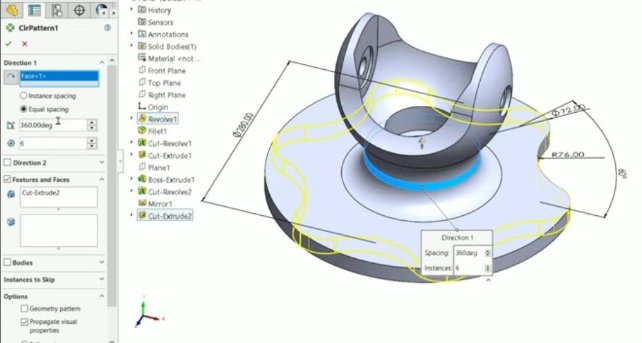 CirPattern1
Direction 1
Face<1>
Instance spacing
Equal spacing
360.00deg
6
Direction 2
Features and Faces
Cut-Extrude2
Bodies
Instances to Skip
Options
Geometry pattern
Propagate visual
properties
History
Sensors
Annotations
Solid Bodies(1)
Front Plane
Top Plane
Right Plane
Origin
Revolve1
Fillet1
Cut-Revolve1
Cut-Extrude1
Plane1
Boss-Extrude1
Cut-Revolve2
Mirror1
Cut-Extrude2
Ø280.00
Ø72.00
R76.00
60°
Direction 1
Spacing: 360deg
Instances: 6